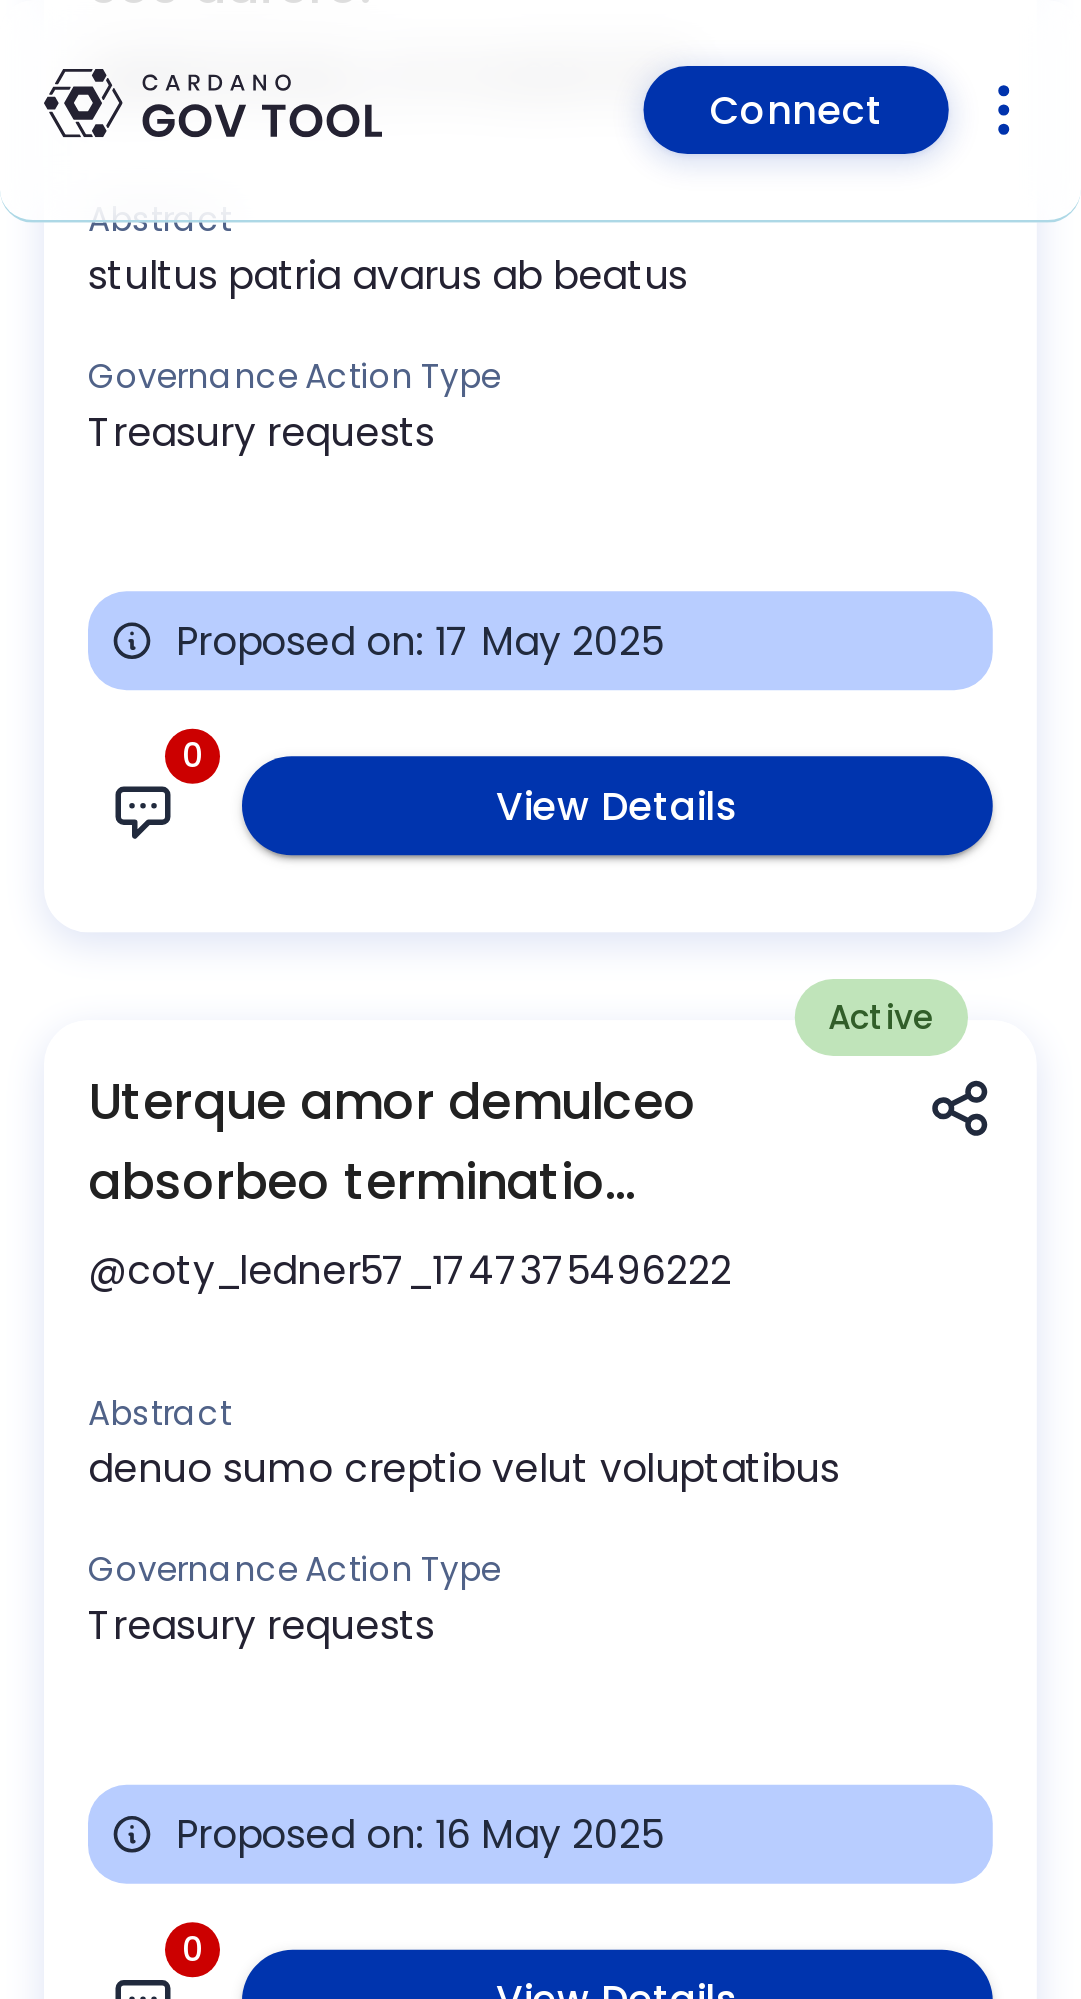 CARDANO
GOV TOOL
Connect
Abstract
stultus patria avarus ab beatus
Governance Action Type
Treasury requests
Proposed on: 17 May 2025
0
View Details
Active
Uterque amor demulceo
absorbeo terminatio...
@coty_ledner57_1747375496222
Abstract
denuo sumo creptio velut voluptatibus
Governance Action Type
Treasury requests
Proposed on: 16 May 2025
0
View Details